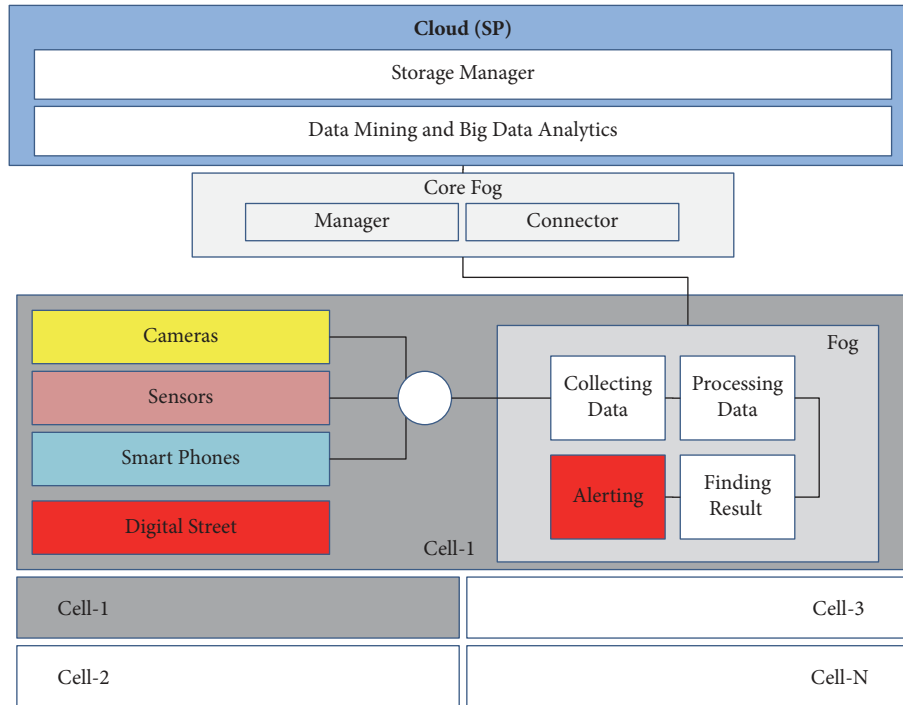 Cloud (SP)
Storage Manager
Data Mining and Big Data Analytics
Core Fog
Manager
Connector
Cameras
Sensors
Smart Phones
Digital Street
Cell-1
Fog
Collecting
Data
Processing
Data
Alerting
Finding
Result
Cell-1
Cell-3
Cell-2
Cell-N